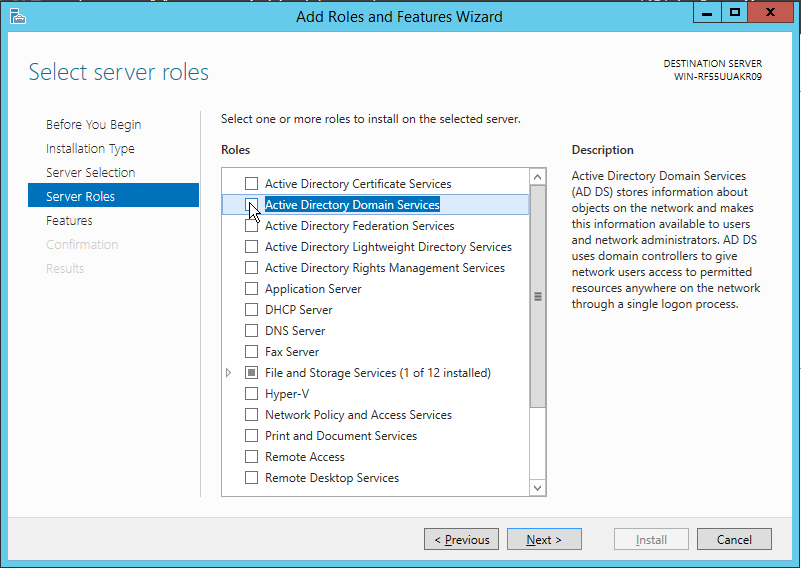 Add Roles and Features Wizard
Select server roles
DESTINATION SERVER
WIN-RF55UUAKR09
Before You Begin
Installation Type
Server Selection
Server Roles
Features
Confirmation
Results
Select one or more roles to install on the selected server.
Roles
Active Directory Certificate Services
Active Directory Domain Services
Active Directory Federation Services
Active Directory Lightweight Directory Services
Active Directory Rights Management Services
Application Server
DHCP Server
DNS Server
Fax Server
File and Storage Services (1 of 12 installed)
Hyper-V
Network Policy and Access Services
Print and Document Services
Remote Access
Remote Desktop Services
Description
Active Directory Domain Services
(AD DS) stores information about
objects on the network and makes
this information available to users
and network administrators. AD DS
uses domain controllers to give
network users access to permitted
resources anywhere on the network
through a single logon process.
< Previous
Next >
Install
Cancel